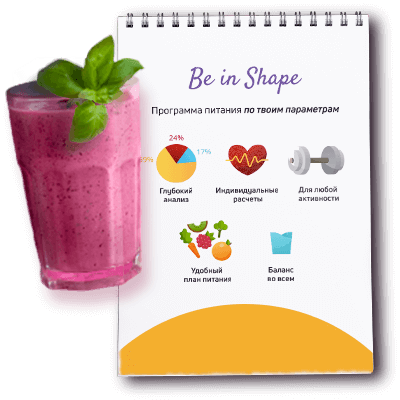 Be in Shape
Программа питания по твоим параметрам
24%
17%
Глубокий
анализ
Индивидуальные
расчеты
Для любой
активности
Удобный
план питания
Баланс
во всем